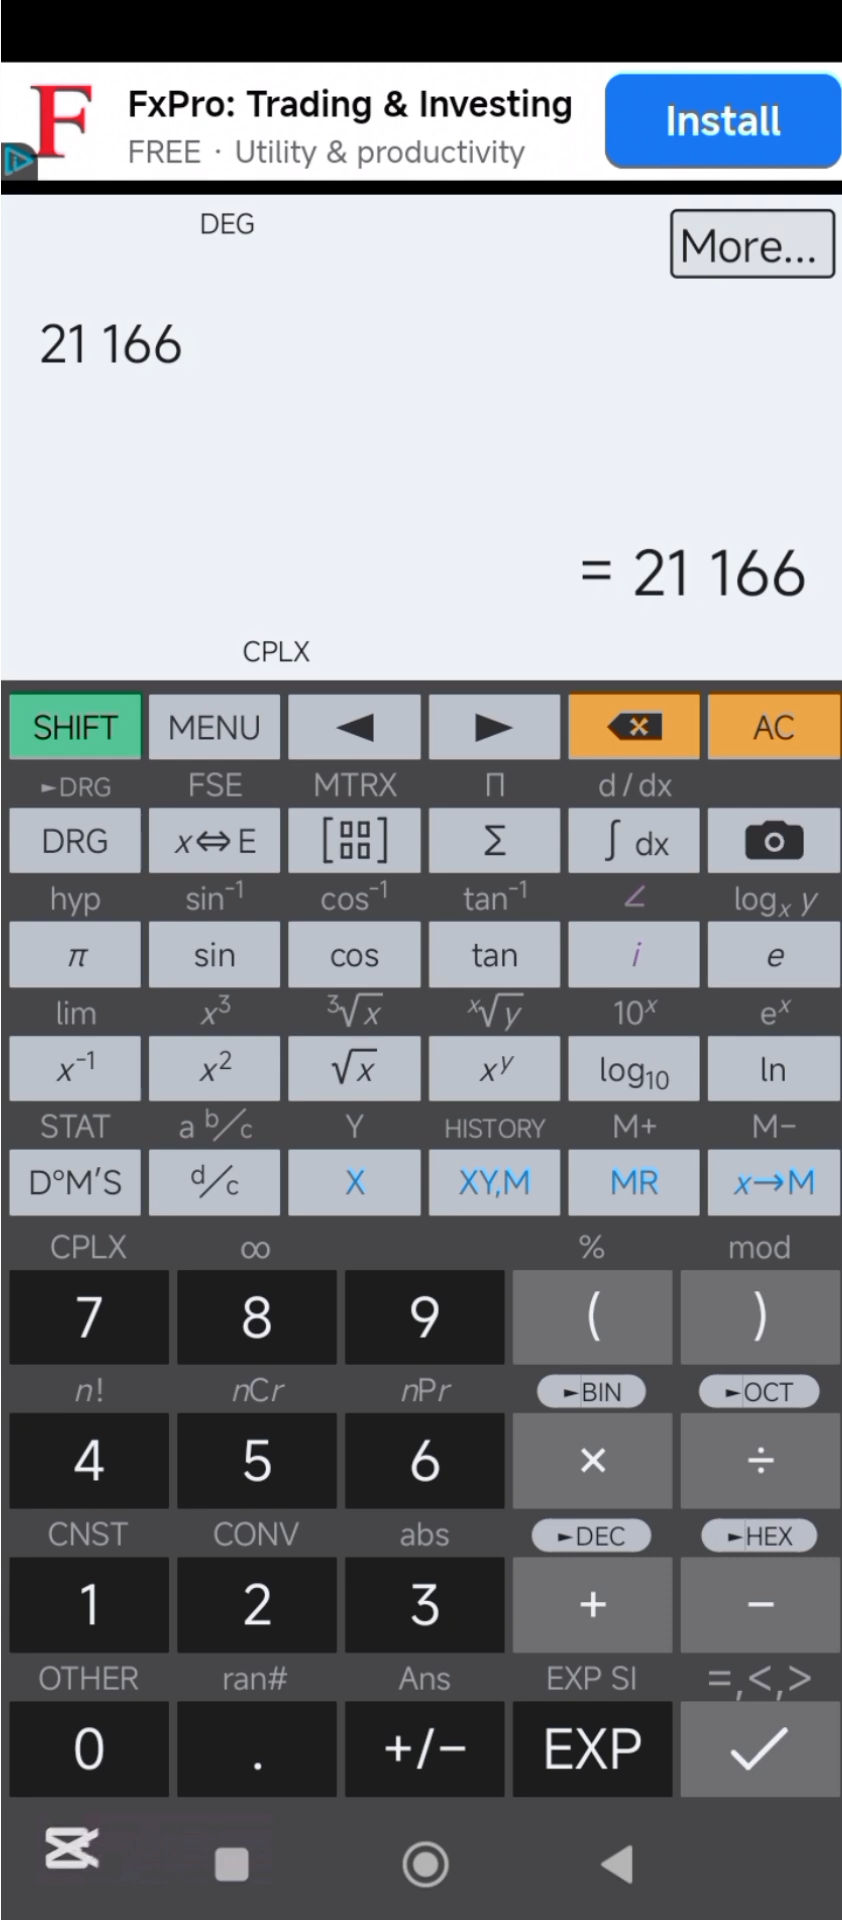 F FxPro: Trading & Investing Install
FREE · Utility & productivity
DEG More...
21 166
= 21 166
CPLX
SHIFT MENU ◄ ► AC
►DRG FSE MTRX Π d / dx
DRG x⇔E [ ] Σ ∫ dx
hyp sin⁻¹ cos⁻¹ tan⁻¹ ∠ logₓ y
π sin cos tan i e
lim x³ ³√x ˣ√y 10ˣ eˣ
x⁻¹ x² √x xʸ log₁₀ ln
STAT a b/c Y HISTORY M+ M−
D°M'S d/c X XY,M MR x→M
CPLX ∞ % mod
7 8 9 ( )
n! nCr nPr ►BIN ►OCT
4 5 6 × ÷
CNST CONV abs ►DEC ►HEX
1 2 3 + −
OTHER ran# Ans EXP SI =,<,>
0 . +/− EXP ✓